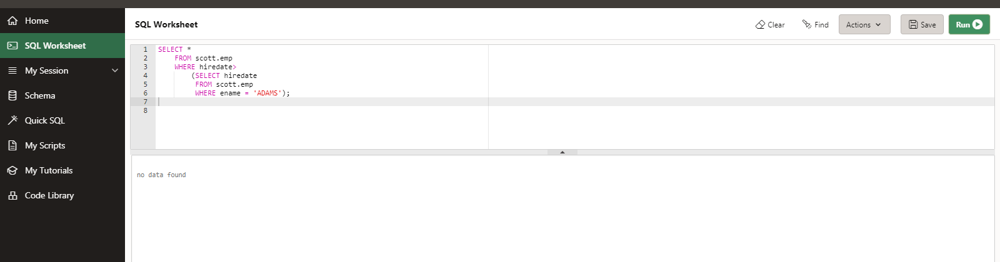 Home
SQL Worksheet
My Session
Schema
Quick SQL
My Scripts
My Tutorials
Code Library
SQL Worksheet
Clear
Find
Actions
Save
Run
1 SELECT *
2 FROM scott.emp
3 WHERE hiredate>
4 (SELECT hiredate
5 FROM scott.emp
6 WHERE ename = 'ADAMS');
7
8
no data found